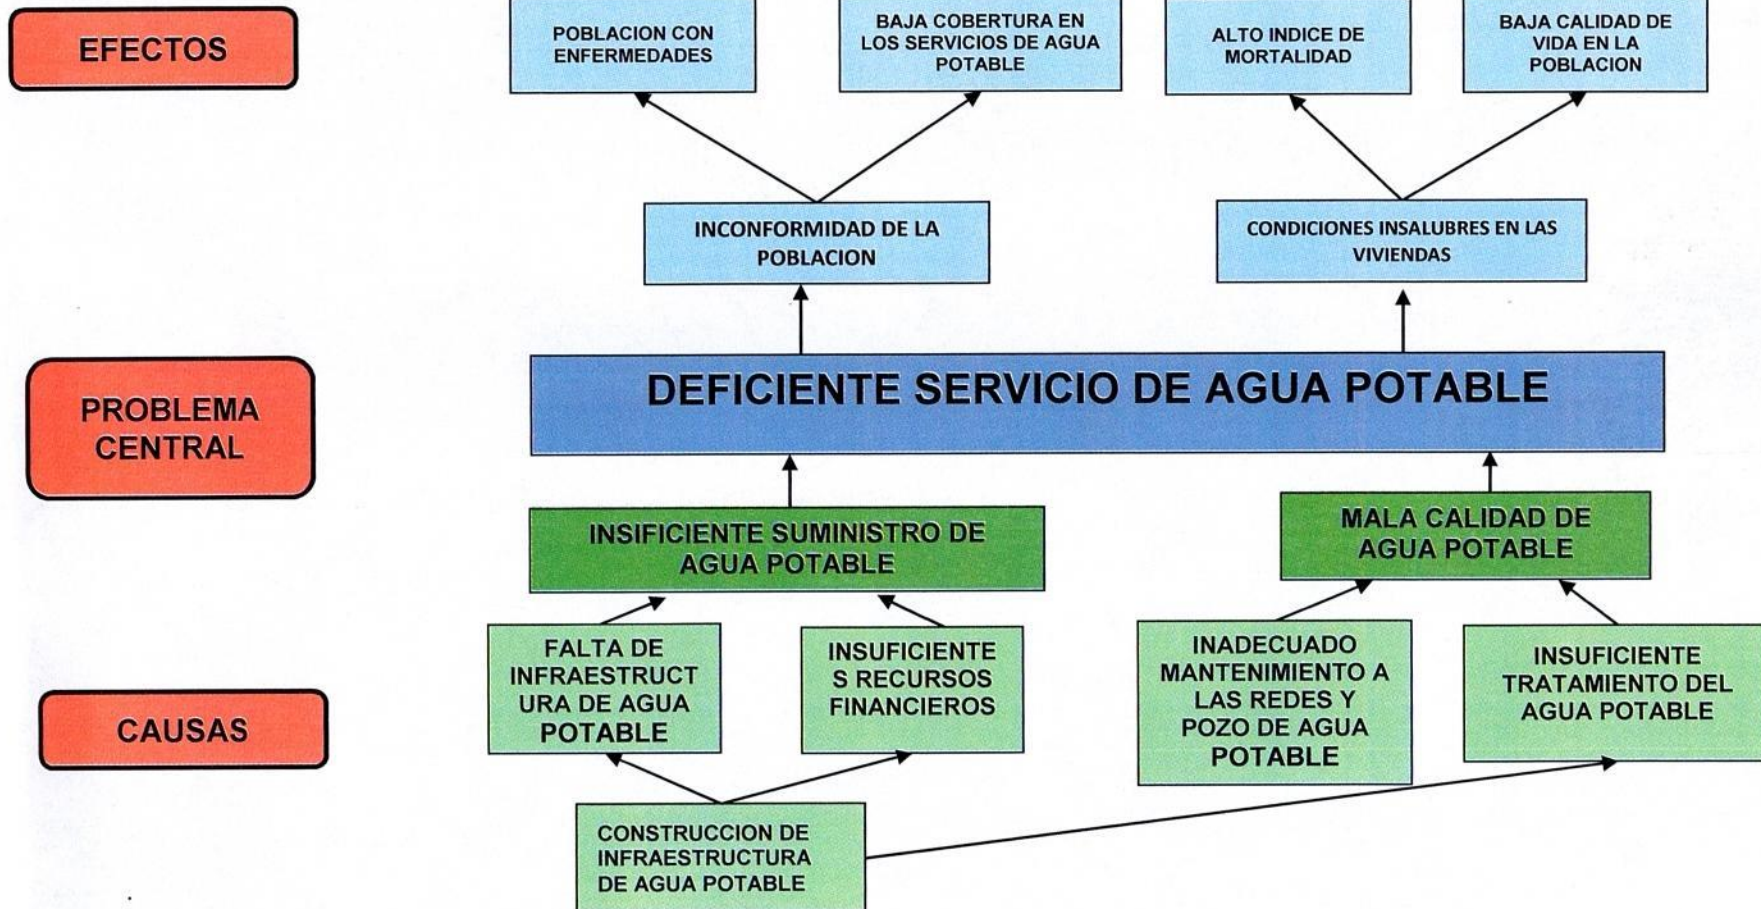 EFECTOS
POBLACION CON
ENFERMEDADES
BAJA COBERTURA EN
LOS SERVICIOS DE AGUA
POTABLE
ALTO INDICE DE
MORTALIDAD
BAJA CALIDAD DE
VIDA EN LA
POBLACION
INCONFORMIDAD DE LA
POBLACION
CONDICIONES INSALUBRES EN LAS
VIVIENDAS
PROBLEMA
CENTRAL
DEFICIENTE SERVICIO DE AGUA POTABLE
INSIFICIENTE SUMINISTRO DE
AGUA POTABLE
MALA CALIDAD DE
AGUA POTABLE
CAUSAS
FALTA DE
INFRAESTRUCT
URA DE AGUA
POTABLE
INSUFICIENTE
S RECURSOS
FINANCIEROS
INADECUADO
MANTENIMIENTO A
LAS REDES Y
POZO DE AGUA
POTABLE
INSUFICIENTE
TRATAMIENTO DEL
AGUA POTABLE
CONSTRUCCION DE
INFRAESTRUCTURA
DE AGUA POTABLE